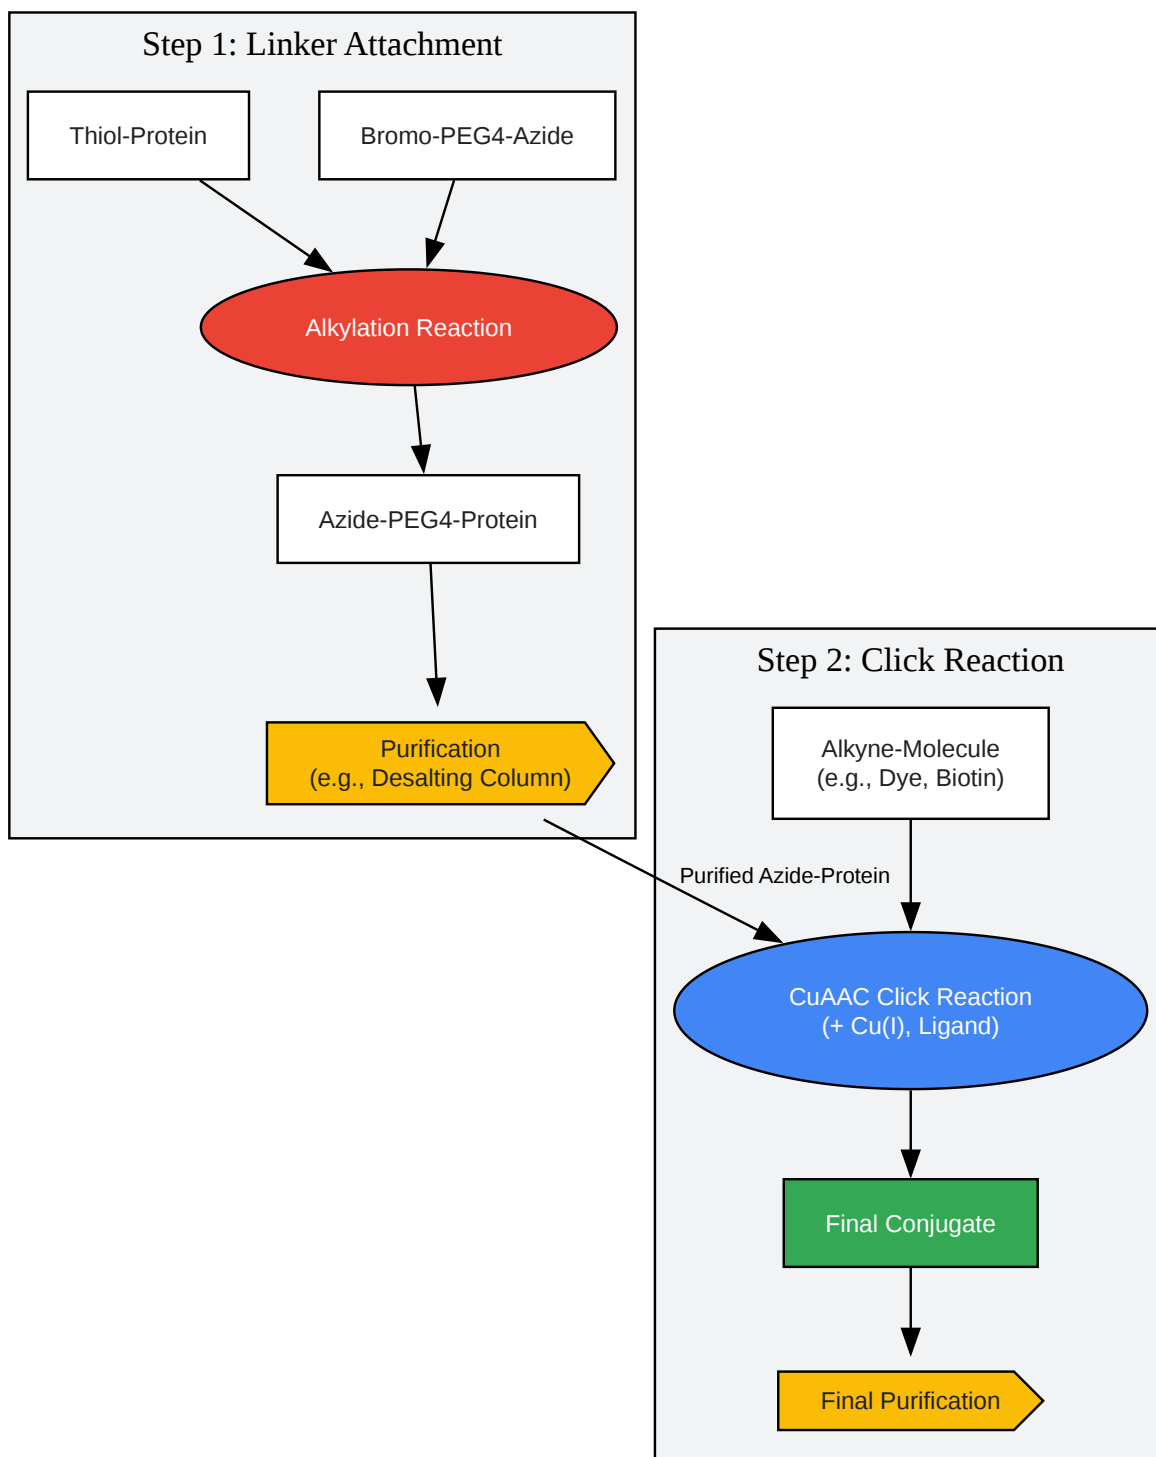 Step 1: Linker Attachment
Thiol-Protein
Bromo-PEG4-Azide
Alkylation Reaction
Azide-PEG4-Protein
Purification
(e.g., Desalting Column)
Step 2: Click Reaction
Alkyne-Molecule
(e.g., Dye, Biotin)
Purified Azide-Protein
CuAAC Click Reaction
(+ Cu(I), Ligand)
Final Conjugate
Final Purification